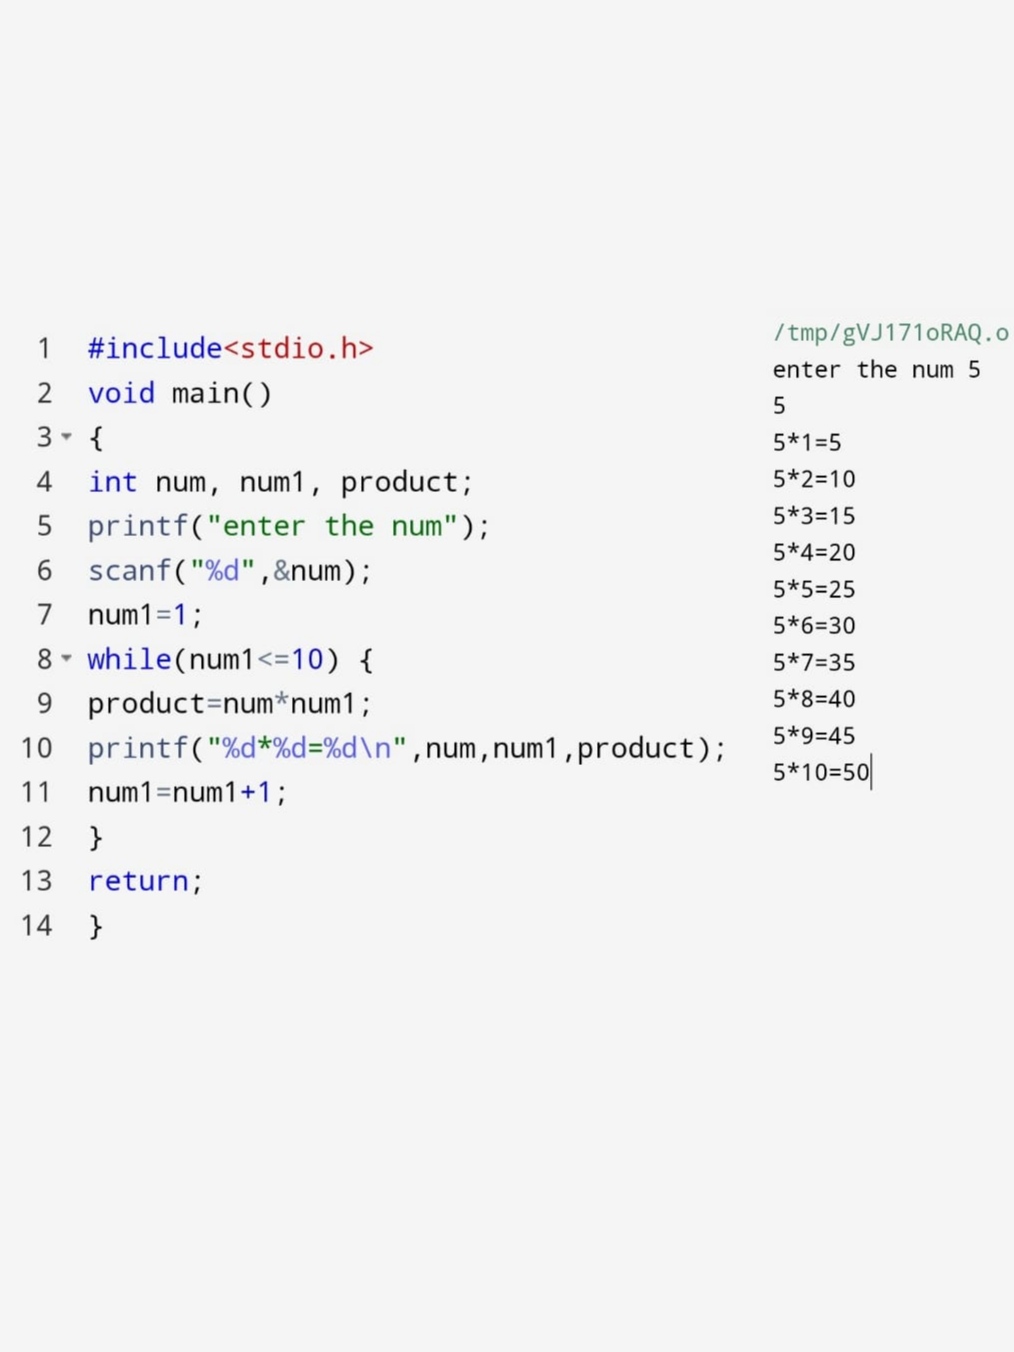 1 #include<stdio.h>
2 void main()
3 {
4 int num, num1, product;
5 printf("enter the num");
6 scanf("%d",&num);
7 num1=1;
8 while(num1<=10) {
9 product=num*num1;
10 printf("%d*%d=%d\n",num,num1,product);
11 num1=num1+1;
12 }
13 return;
14 }
/tmp/gVJ171oRAQ.o
enter the num 5
5
5*1=5
5*2=10
5*3=15
5*4=20
5*5=25
5*6=30
5*7=35
5*8=40
5*9=45
5*10=50